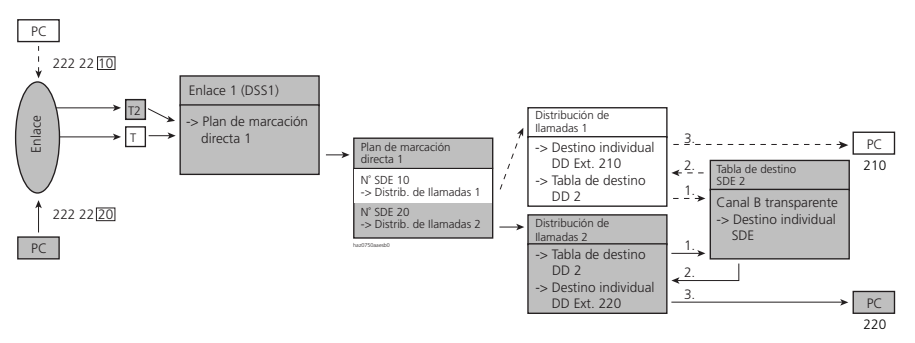 PC
222 22 10
Enlace
T2
T
222 22 20
PC
Enlace 1 (DSS1)
-> Plan de marcación
directa 1
Plan de marcación
directa 1
N° SDE 10
-> Distrib. de llamadas 1
N° SDE 20
-> Distrib. de llamadas 2
Distribución de
llamadas 1
-> Destino individual
DD Ext. 210
-> Tabla de destino
DD 2
Distribución de
llamadas 2
-> Tabla de destino
DD 2
-> Destino individual
DD Ext. 220
3.
2.
1.
1.
2.
3.
Tabla de destino
SDE 2
Canal B transparente
-> Destino individual
SDE
PC
210
PC
220